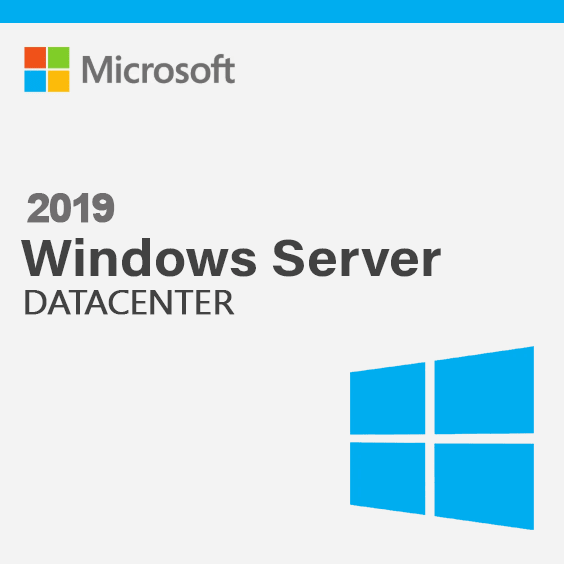 Microsoft
2019
Windows Server
DATACENTER